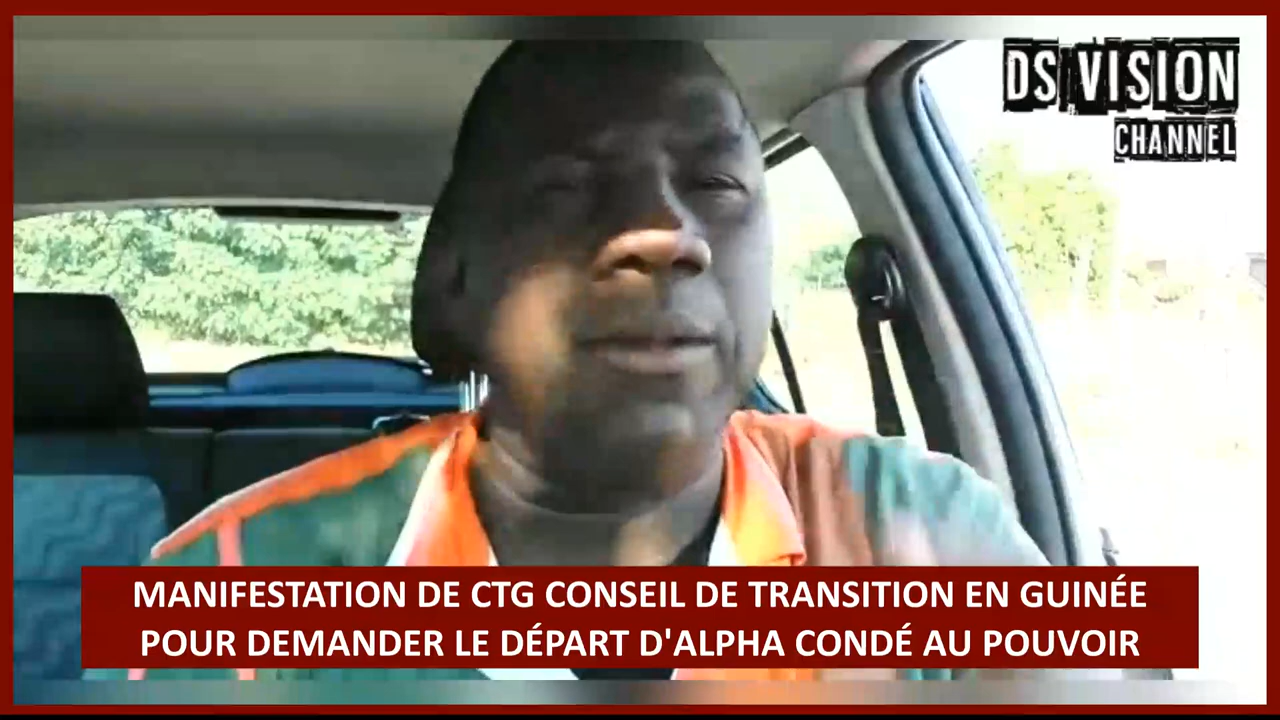 DS VISION
CHANNEL
MANIFESTATION DE CTG CONSEIL DE TRANSITION EN GUINÉE
POUR DEMANDER LE DÉPART D'ALPHA CONDÉ AU POUVOIR